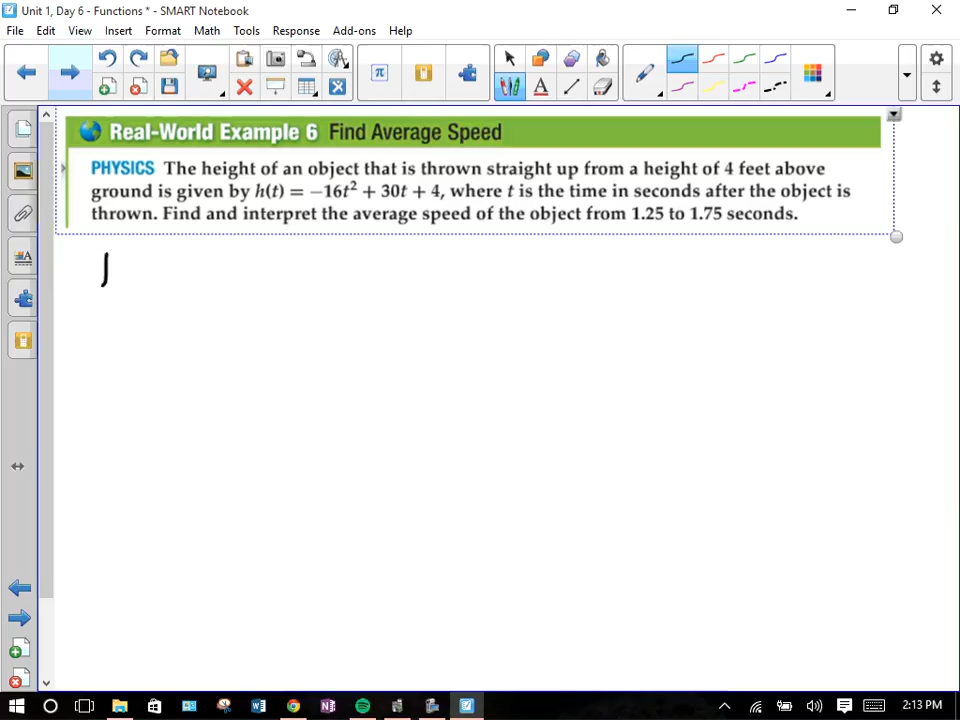 Unit 1, Day 6 - Functions * - SMART Notebook
File Edit View Insert Format Math Tools Response Add-ons Help
Real-World Example 6 Find Average Speed
PHYSICS The height of an object that is thrown straight up from a height of 4 feet above
ground is given by h(t) = −16t² + 30t + 4, where t is the time in seconds after the object is
thrown. Find and interpret the average speed of the object from 1.25 to 1.75 seconds.
2:13 PM